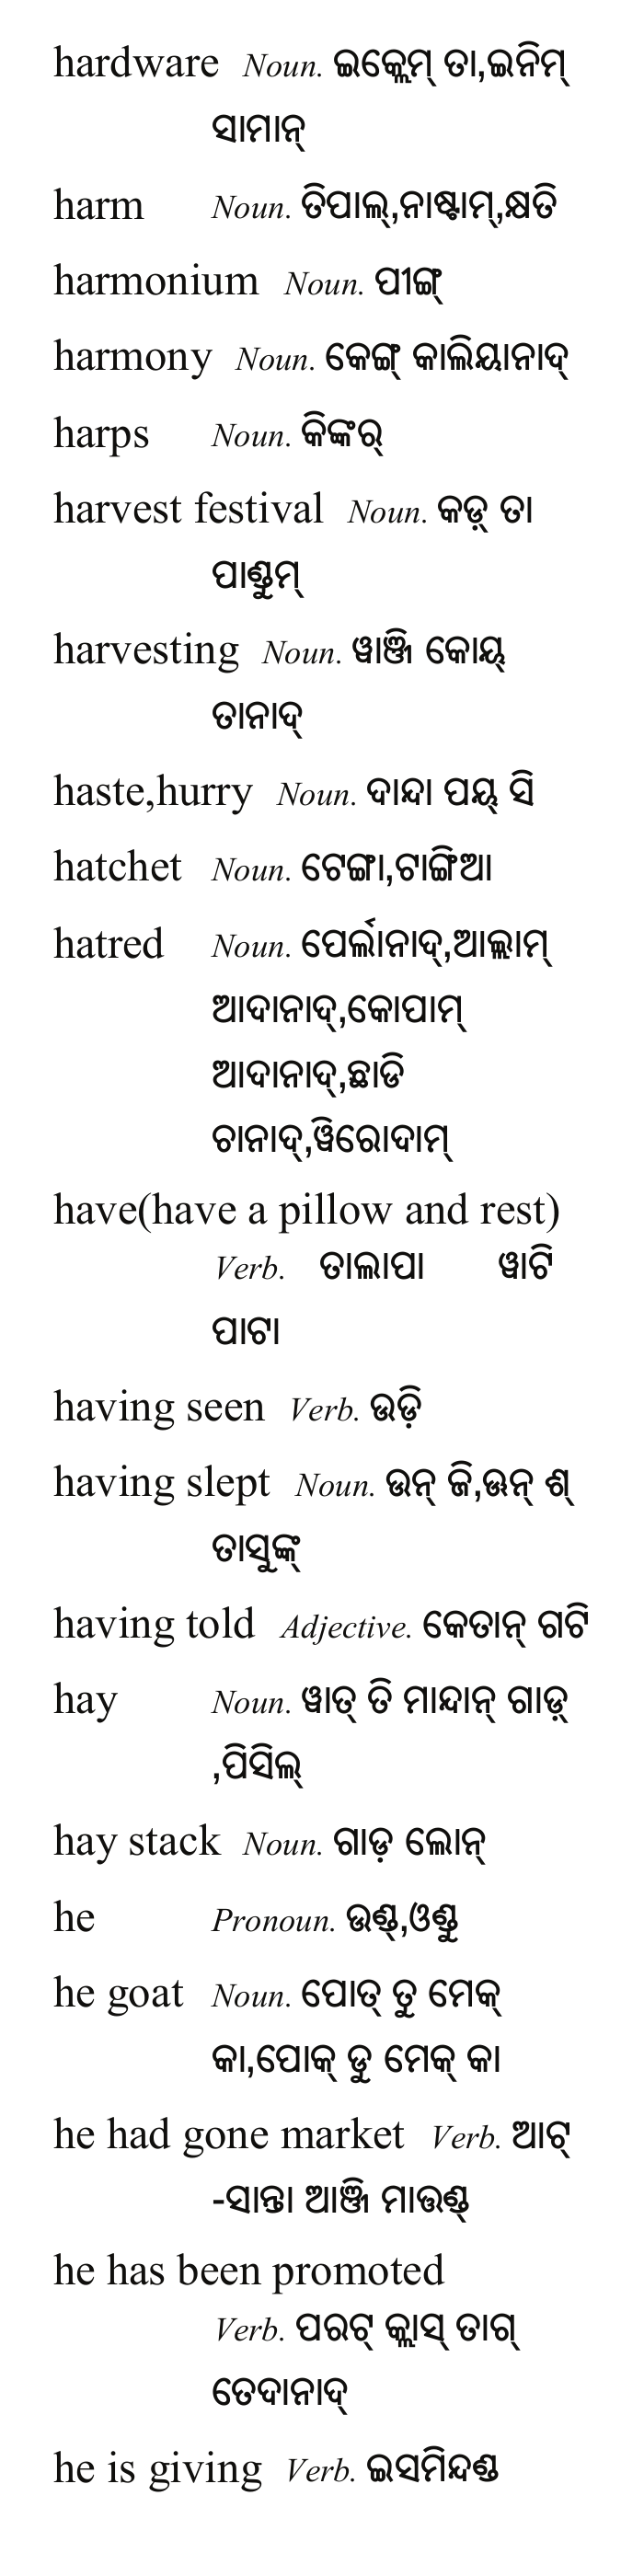 hardware Noun. ଇକ୍ଲେମ୍ ତା,ଇନିମ୍
ସାମାନ୍
harm Noun. ତିପାଲ୍,ନାଷ୍ଟାମ୍,କ୍ଷତି
harmonium Noun. ପୀଙ୍ଗ୍
harmony Noun. କେଙ୍ଗ୍ କାଲିୟାନାଦ୍
harps Noun. କିଙ୍କର୍
harvest festival Noun. କଡ଼୍ ତା
ପାଣ୍ଡୁମ୍
harvesting Noun. ୱାଞ୍ଜି କୋୟ୍
ତାନାଦ୍
haste,hurry Noun. ଦାନ୍ଦା ପୟ୍ ସି
hatchet Noun. ଟେଙ୍ଗା,ଟାଙ୍ଗିଆ
hatred Noun. ପେର୍ଲାନାଦ୍,ଆଲ୍ଲାମ୍
ଆଦାନାଦ୍,କୋପାମ୍
ଆଦାନାଦ୍,ଛାଡି
ଚାନାଦ୍,ୱିରୋଦାମ୍
have(have a pillow and rest)
Verb. ତାଲାପା ୱାଟି
ପାଟା
having seen Verb. ଉଡ଼ି
having slept Noun. ଉନ୍ ଜି,ଊନ୍ ଶ୍
ତାସୁଙ୍କ୍
having told Adjective. କେତାନ୍ ଗଟି
hay Noun. ୱାତ୍ ତି ମାନ୍ଦାନ୍ ଗାଡ଼୍
,ପିସିଲ୍
hay stack Noun. ଗାଡ଼ ଲୋନ୍
he Pronoun. ଉଣ୍ଡ୍,ଓଣ୍ଡୁ
he goat Noun. ପୋତ୍ ତୁ ମେକ୍
କା,ପୋକ୍ ଡୁ ମେକ୍ କା
he had gone market Verb. ଆଟ୍
-ସାନ୍ତା ଆଞ୍ଜି ମାତ୍ତଣ୍ଡ୍
he has been promoted
Verb. ପରଟ୍ କ୍ଲାସ୍ ତାଗ୍
ତେଦାନାଦ୍
he is giving Verb. ଇସମିନ୍ଦଣ୍ଡ